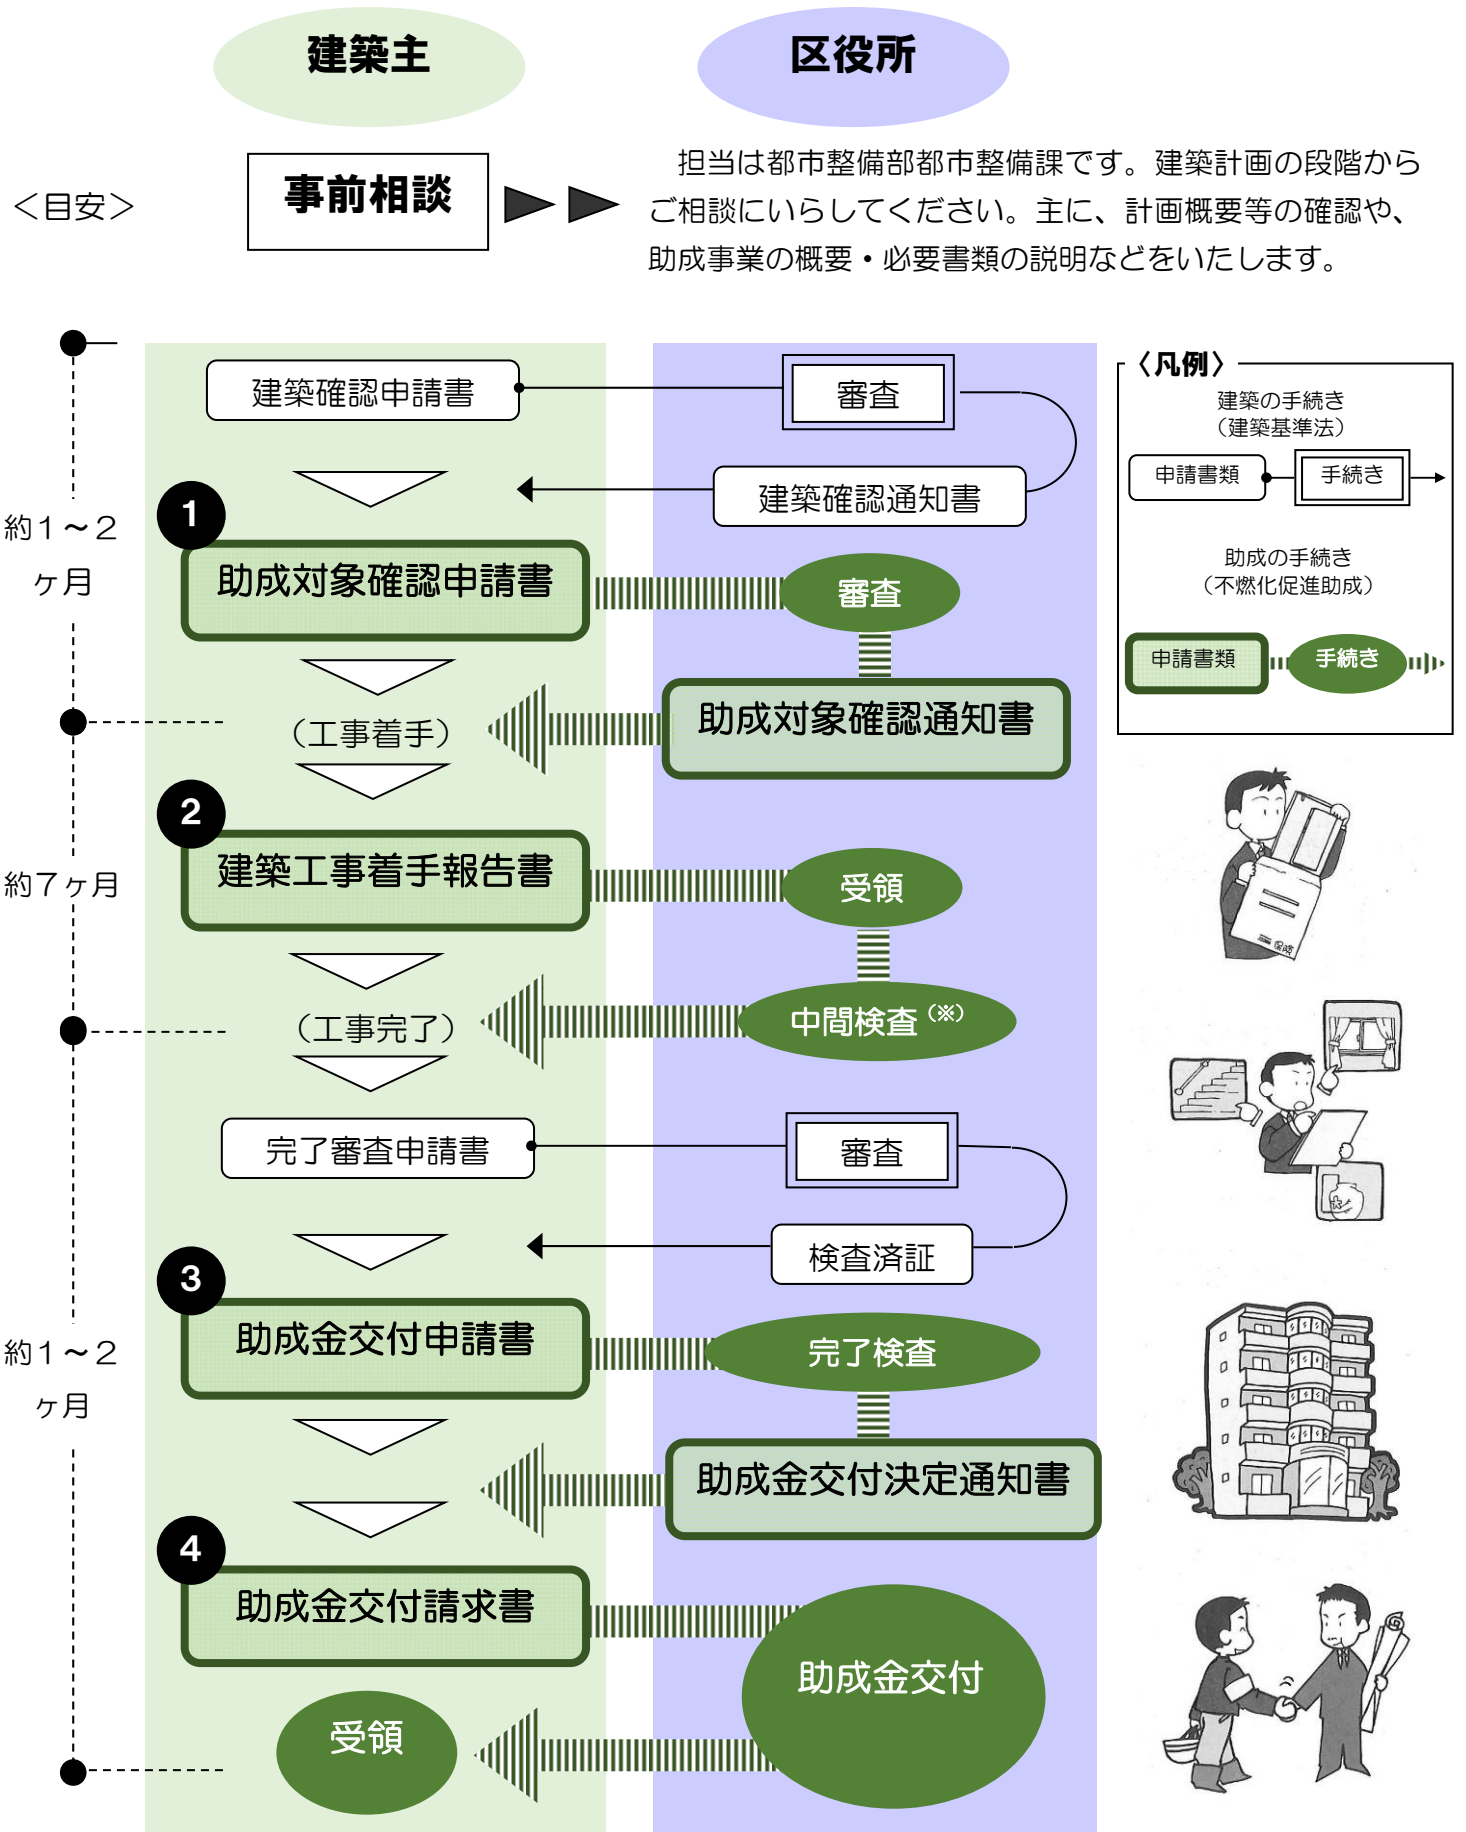 建築主
区役所
＜目安＞
事前相談
担当は都市整備部都市整備課です。建築計画の段階から
ご相談にいらしてください。主に、計画概要等の確認や、
助成事業の概要・必要書類の説明などをいたします。
建築確認申請書
審査
建築確認通知書
〈凡例〉
建築の手続き
（建築基準法）
申請書類
手続き
助成の手続き
（不燃化促進助成）
申請書類
手続き
約１～２
ヶ月
1
助成対象確認申請書
審査
助成対象確認通知書
（工事着手）
約７ヶ月
2
建築工事着手報告書
受領
中間検査（※）
（工事完了）
完了審査申請書
審査
検査済証
約１～２
ヶ月
3
助成金交付申請書
完了検査
助成金交付決定通知書
4
助成金交付請求書
助成金交付
受領